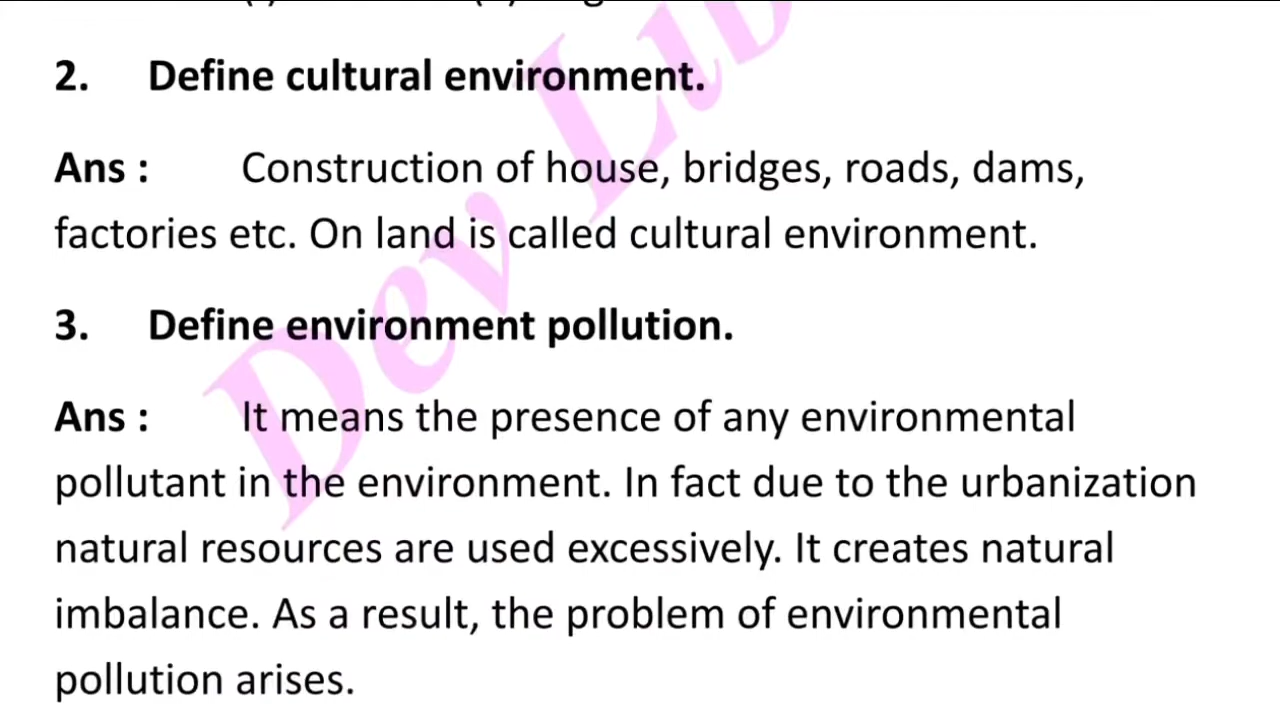 2. Define cultural environment.
Ans : Construction of house, bridges, roads, dams,
factories etc. On land is called cultural environment.
3. Define environment pollution.
Ans : It means the presence of any environmental
pollutant in the environment. In fact due to the urbanization
natural resources are used excessively. It creates natural
imbalance. As a result, the problem of environmental
pollution arises.
Dev Lib